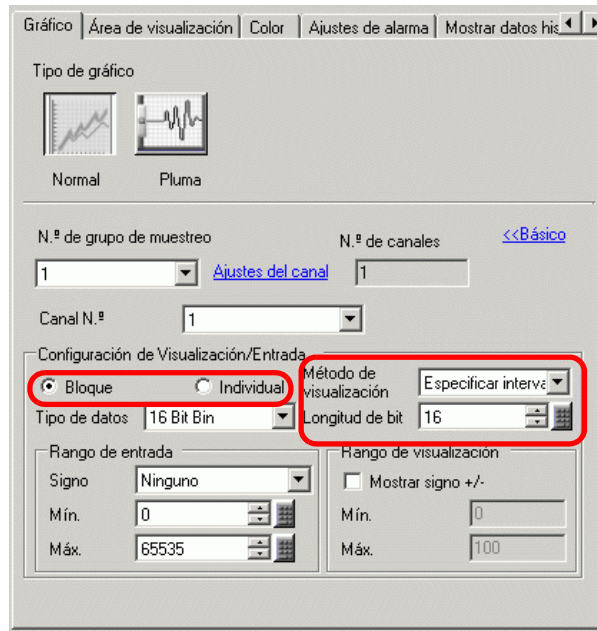 Gráfico Área de visualización Color Ajustes de alarma Mostrar datos his
Tipo de gráfico
Normal Pluma
N.º de grupo de muestreo N.º de canales <<Básico
1 Ajustes del canal 1
Canal N.º 1
Configuración de Visualización/Entrada
Bloque Individual Método de visualización Especificar interva
Tipo de datos 16 Bit Bin Longitud de bit 16
Rango de entrada Rango de visualización
Signo Ninguno Mostrar signo +/-
Mín. 0 Mín. 0
Máx. 65535 Máx. 100